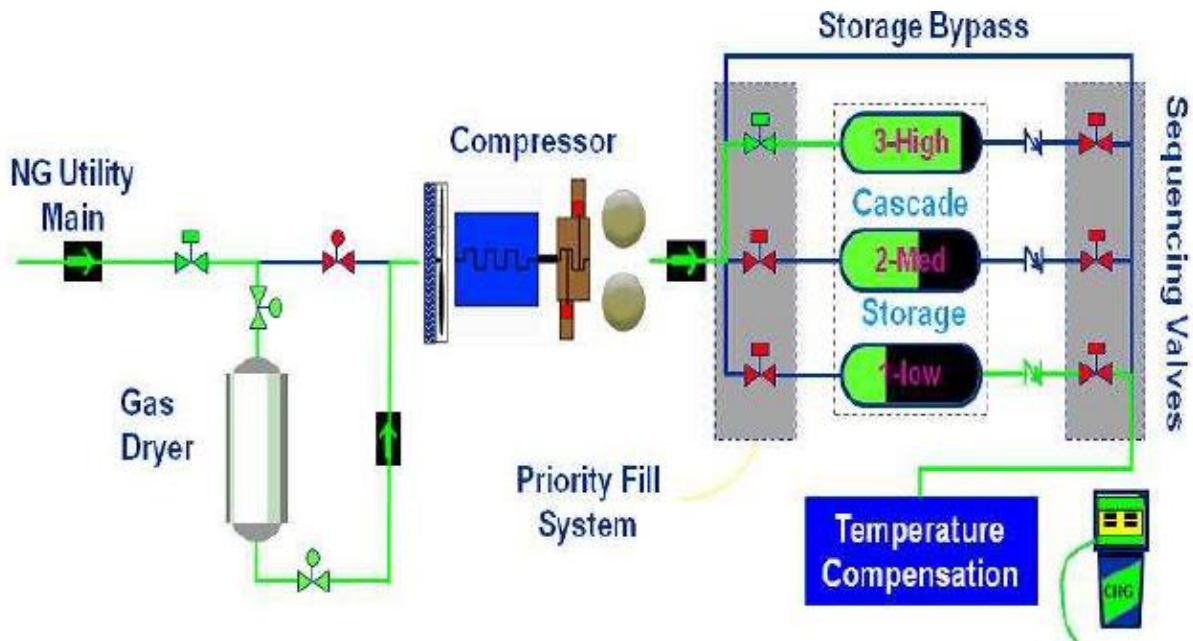 Storage Bypass
Compressor
NG Utility
Main
3-High
Cascade
2-Med
Storage
1-low
Sequencing Valves
Gas
Dryer
Priority Fill
System
Temperature
Compensation